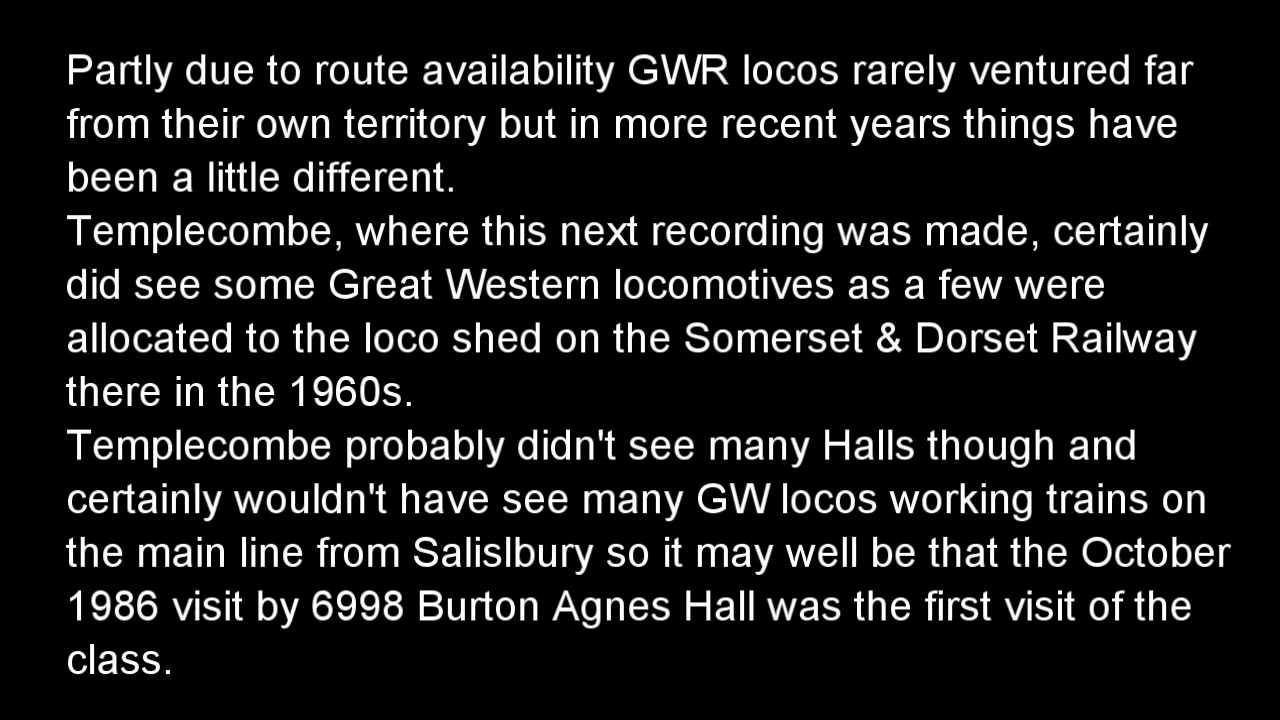 Partly due to route availability GWR locos rarely ventured far
from their own territory but in more recent years things have
been a little different.
Templecombe, where this next recording was made, certainly
did see some Great Western locomotives as a few were
allocated to the loco shed on the Somerset & Dorset Railway
there in the 1960s.
Templecombe probably didn't see many Halls though and
certainly wouldn't have see many GW locos working trains on
the main line from Salislbury so it may well be that the October
1986 visit by 6998 Burton Agnes Hall was the first visit of the
class.